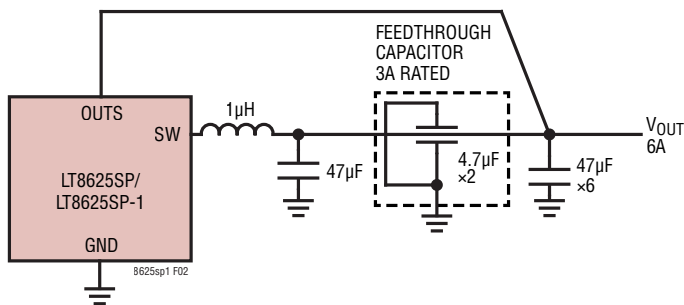 FEEDTHROUGH
CAPACITOR
3A RATED
OUTS
SW
1µH
LT8625SP/
LT8625SP-1
47µF
4.7µF
×2
VOUT
6A
47µF
×6
GND
8625sp1 F02